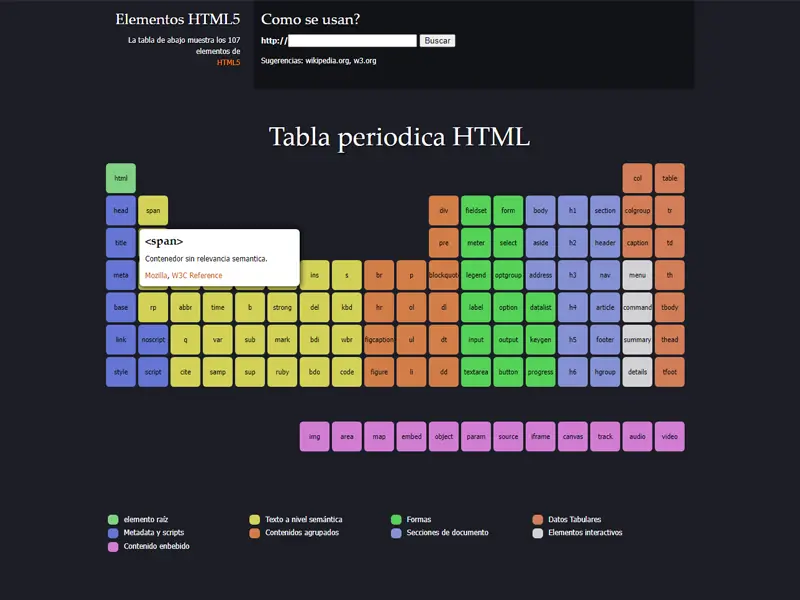 Elementos HTML5
La tabla de abajo muestra los 107
elementos de
HTML5
Como se usan?
http://
Buscar
Sugerencias: wikipedia.org, w3.org
Tabla periodica HTML
html col table
head span div fieldset form body h1 section colgroup tr
title pre meter select aside h2 header caption td
<span>
Contenedor sin relevancia semantica.
Mozilla, W3C Reference
meta ins s br p blockquot legend optgroup address h3 nav menu th
base rp abbr time b strong del kbd hr ol dl label option datalist h4 article command tbody
link noscript q var sub mark bdi wbr figcaption ul dt input output keygen h5 footer summary thead
style script cite samp sup ruby bdo code figure li dd textarea button progress h6 hgroup details tfoot
img area map embed object param source iframe canvas track audio video
elemento raíz Texto a nivel semántica Formas Datos Tabulares
Metadata y scripts Contenidos agrupados Secciones de documento Elementos interactivos
Contenido enbebido